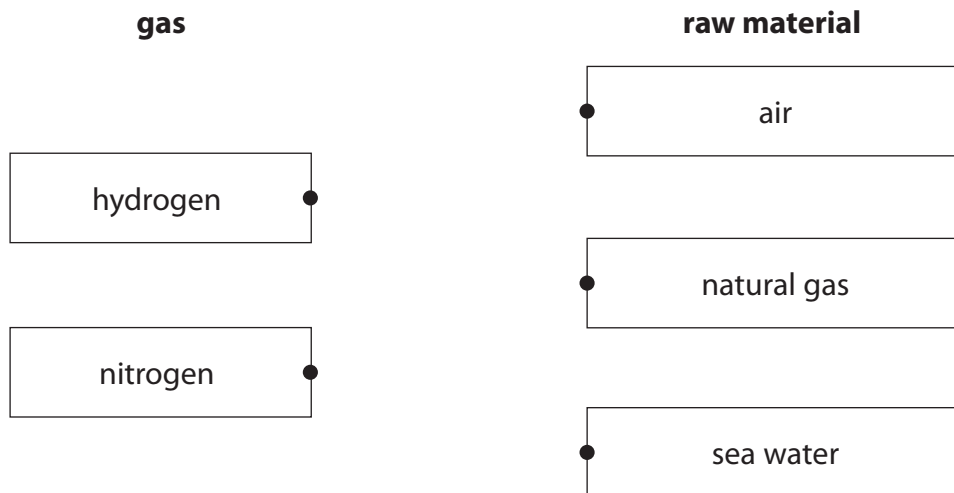 gas
raw material
air
hydrogen
natural gas
nitrogen
sea water